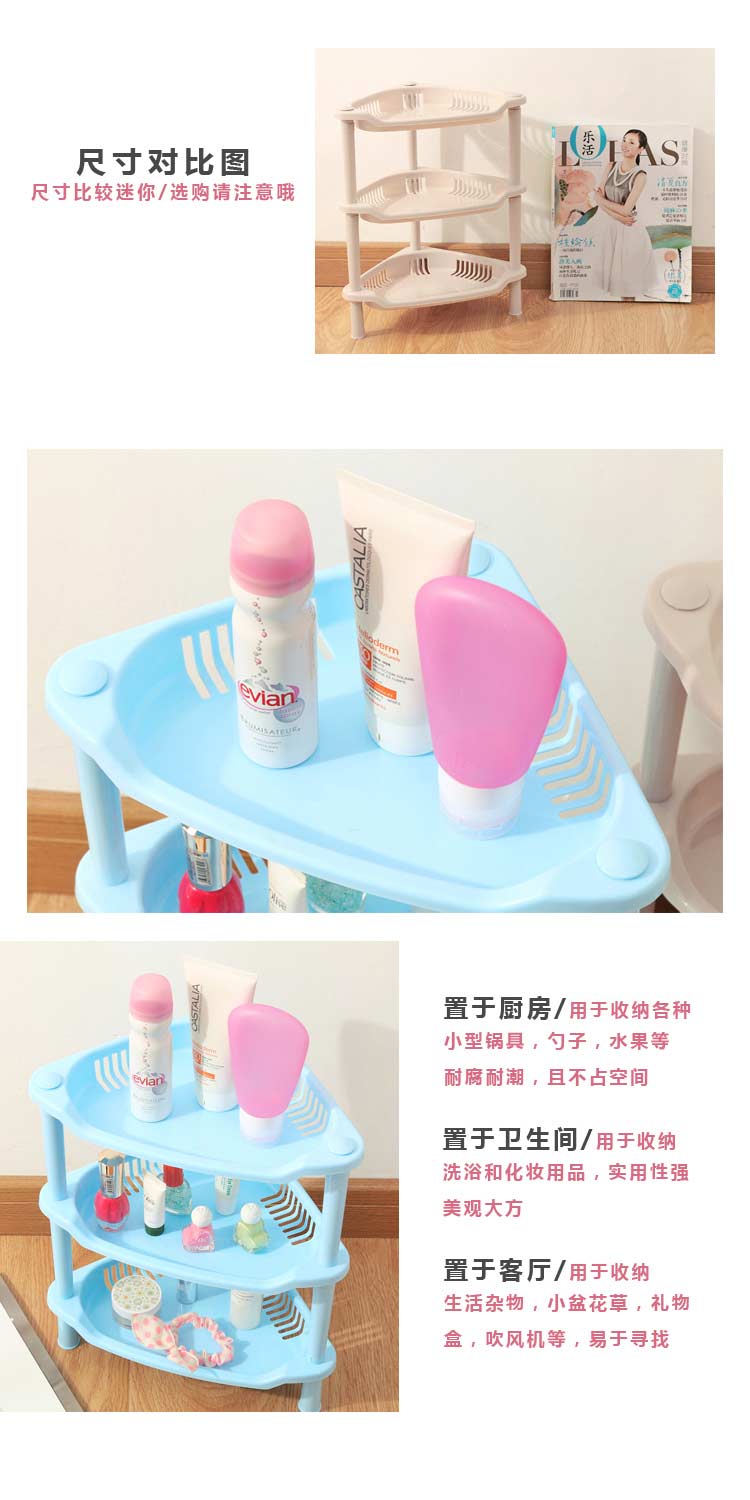 尺寸对比图
尺寸比较迷你/选购请注意哦
乐活
LOHAS
evian
BRUMISATEUR
CASTALIA
置于厨房/用于收纳各种
小型锅具，勺子，水果等
耐腐耐潮，且不占空间
evian
CASTALIA
置于卫生间/用于收纳
洗浴和化妆用品，实用性强
美观大方
置于客厅/用于收纳
生活杂物，小盆花草，礼物
盒，吹风机等，易于寻找